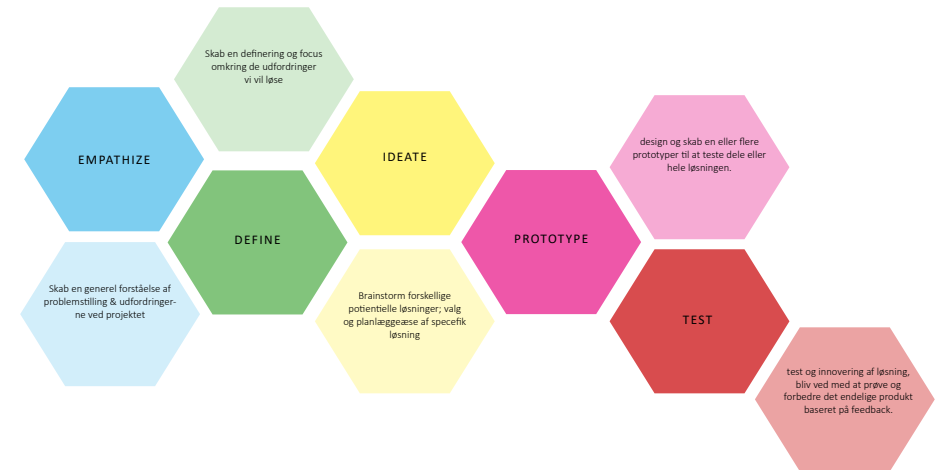 EMPATHIZE
Skab en generel forståelse af
problemstilling & udfordringer-
ne ved projektet
Skab en definering og focus
omkring de udfordringer
vi vil løse
DEFINE
IDEATE
Brainstorm forskellige
potientielle løsninger; valg
og planlæggeæse af specefik
løsning
PROTOTYPE
design og skab en eller flere
prototyper til at teste dele eller
hele løsningen.
TEST
test og innovering af løsning,
bliv ved med at prøve og
forbedre det endelige produkt
baseret på feedback.